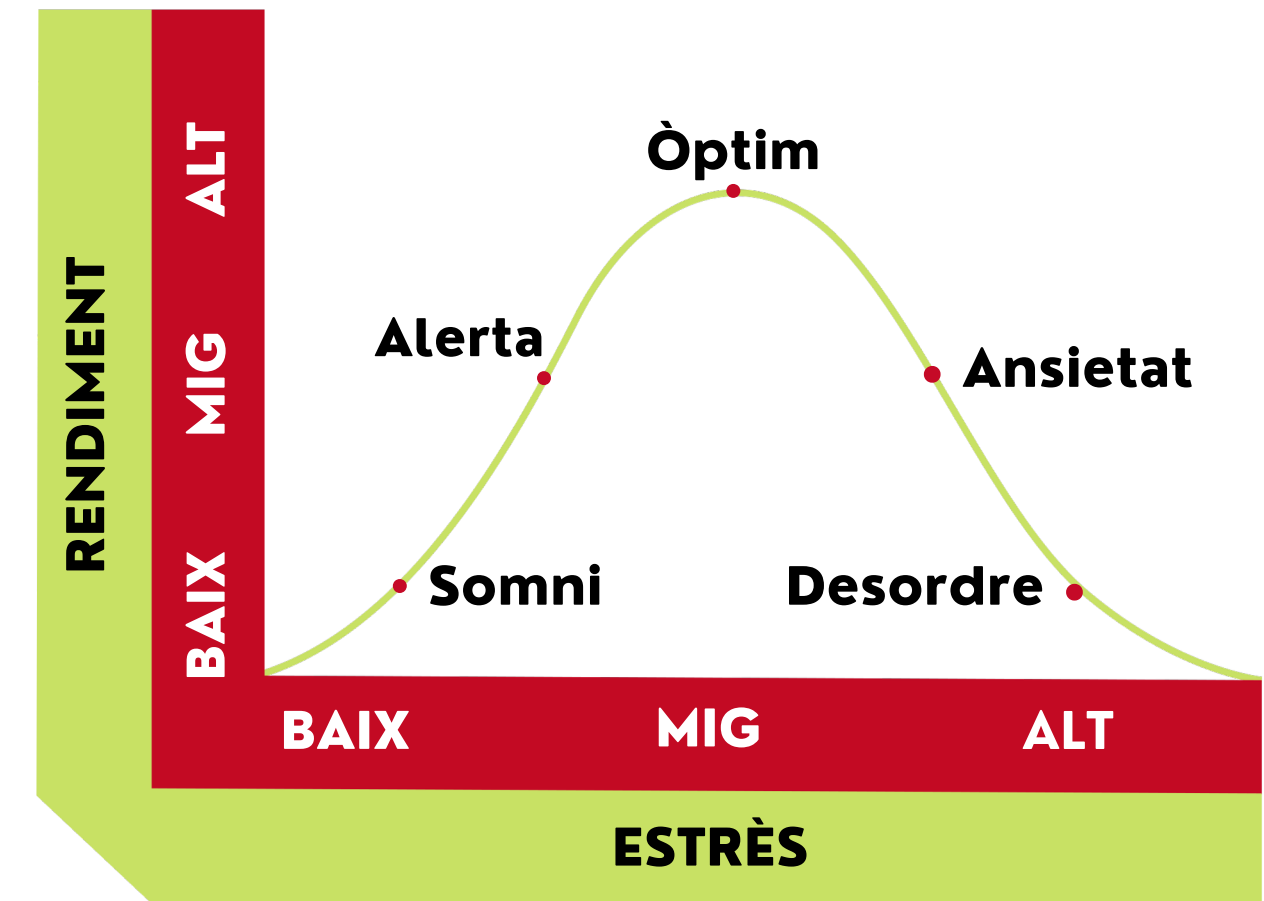 RENDIMENT
ALT
MIG
BAIX
Òptim
Alerta
Ansietat
Somni
Desordre
BAIX
MIG
ALT
ESTRÈS